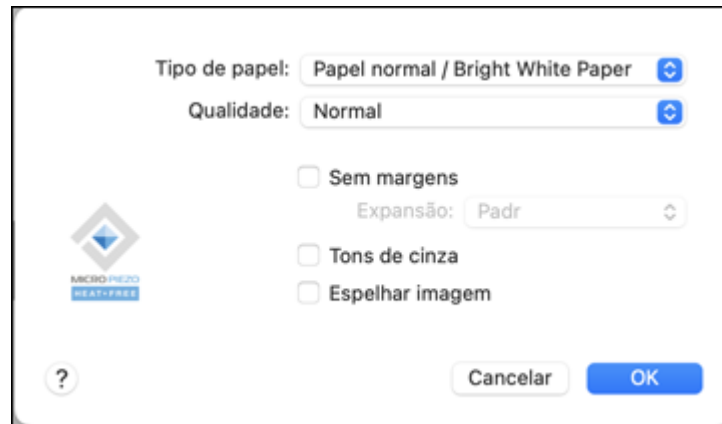 Tipo de papel: Papel normal / Bright White Paper
Qualidade: Normal
Sem margens
Expansão: Padr
Tons de cinza
Espelhar imagem
MICRO PIEZO
HEAT-FREE
? Cancelar OK